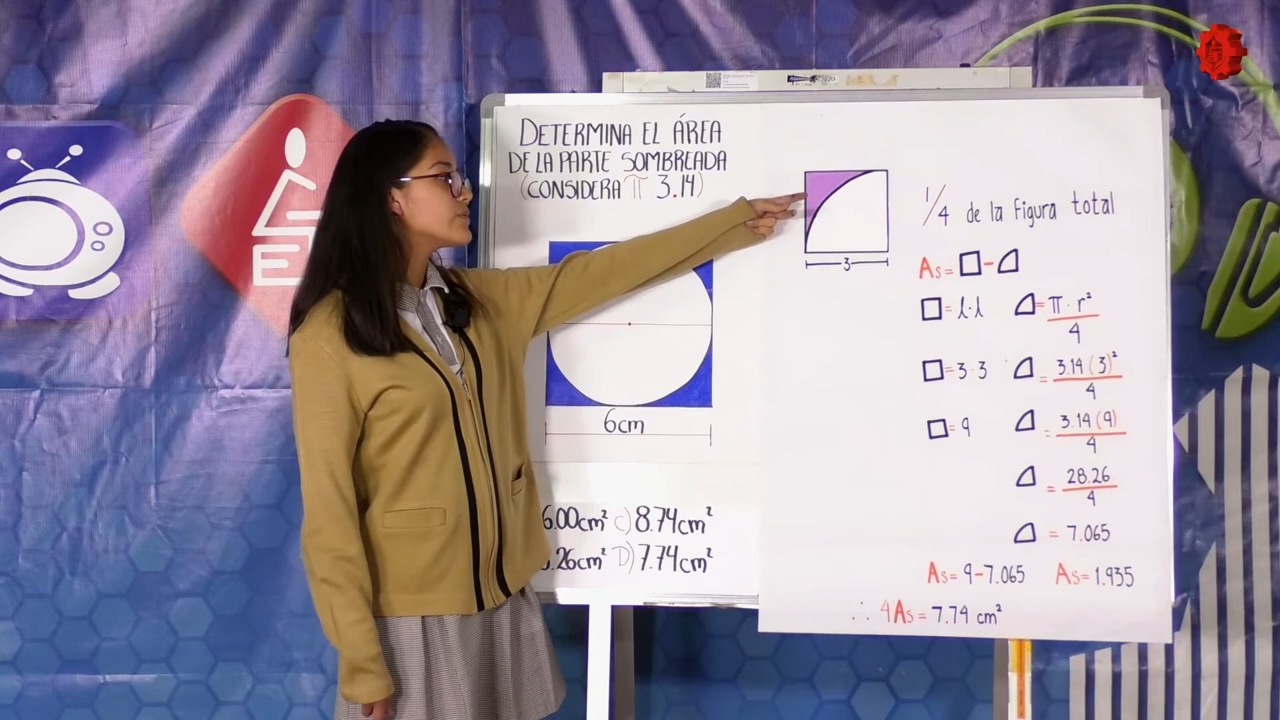 DETERMINA EL ÁREA
DE LA PARTE SOMBREADA
(CONSIDERA π 3.14)
6cm
6.00cm² C) 8.74cm²
.26cm² D) 7.74cm²
3
1/4 de la figura total
As = □ - ◿
□ = l·l ◿ = π · r² / 4
□ = 3·3 ◿ = 3.14 (3)² / 4
□ = 9 ◿ = 3.14 (9) / 4
◿ = 28.26 / 4
◿ = 7.065
As = 9 - 7.065 As = 1.935
∴ 4As = 7.74 cm²